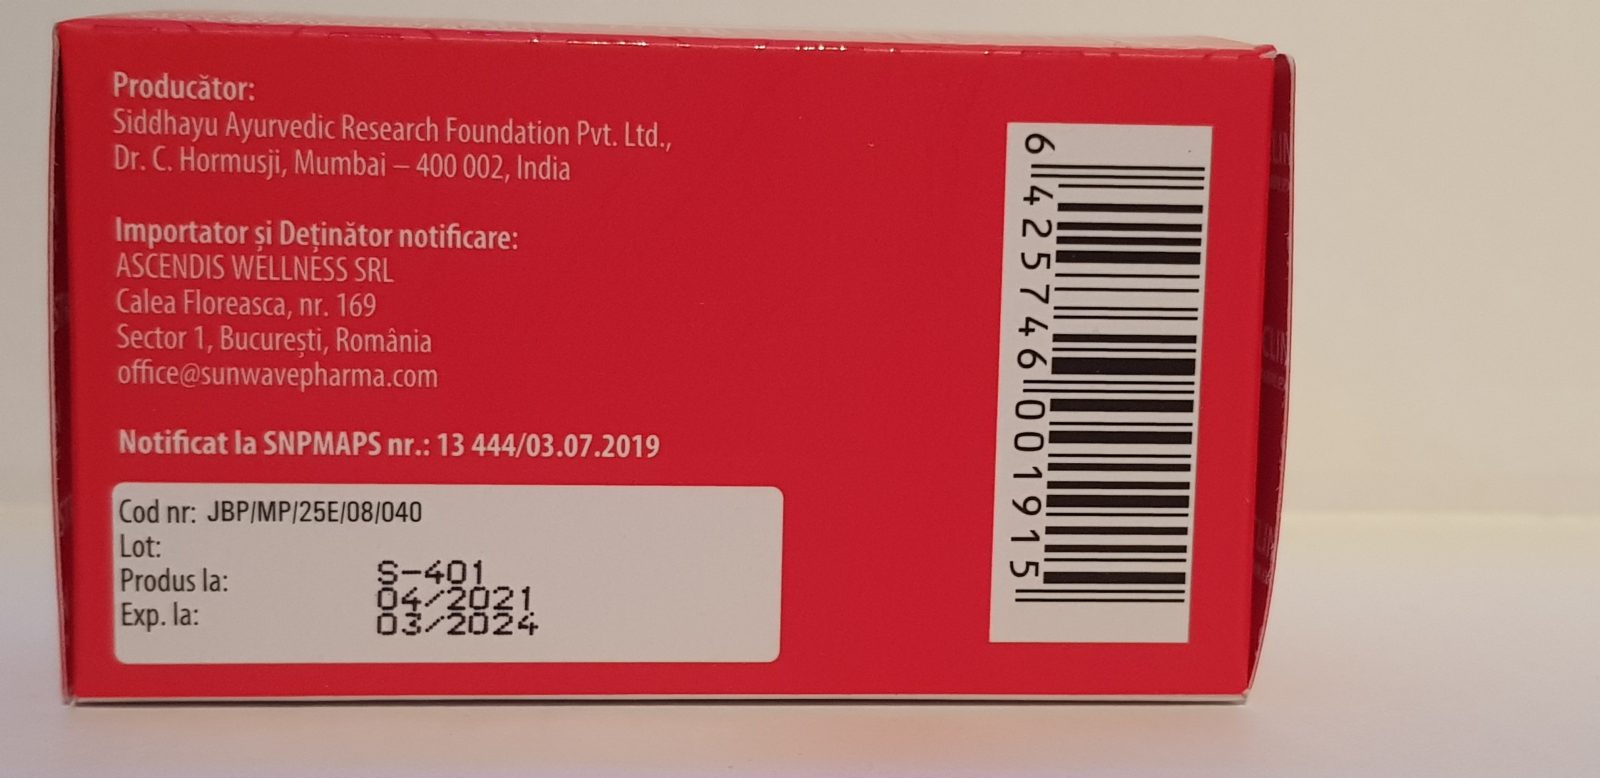 Producător:
Siddhayu Ayurvedic Research Foundation Pvt. Ltd.,
Dr. C. Hormusji, Mumbai – 400 002, India
Importator și Deținător notificare:
ASCENDIS WELLNESS SRL
Calea Floreasca, nr. 169
Sector 1, București, România
office@sunwavepharma.com
Notificat la SNPMAPS nr.: 13 444/03.07.2019
Cod nr: JBP/MP/25E/08/040
Lot:
S-401
Produs la:
04/2021
Exp. la:
03/2024
6 425746 001915